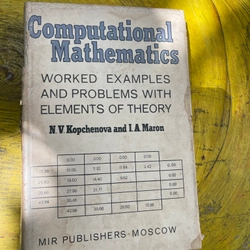 Computational
Mathematics
WORKED EXAMPLES
AND PROBLEMS WITH
ELEMENTS OF THEORY
N.V. Kopchenova and I.A. Maron
MIR PUBLISHERS·MOSCOW